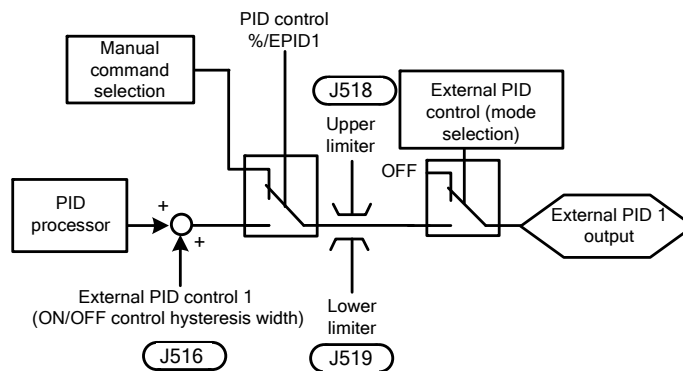 PID control
%/EPID1
Manual
command
selection
J518
Upper
limiter
External PID
control (mode
selection)
OFF
PID
processor
+
+
External PID 1
output
External PID control 1
(ON/OFF control hysteresis width)
J516
Lower
limiter
J519